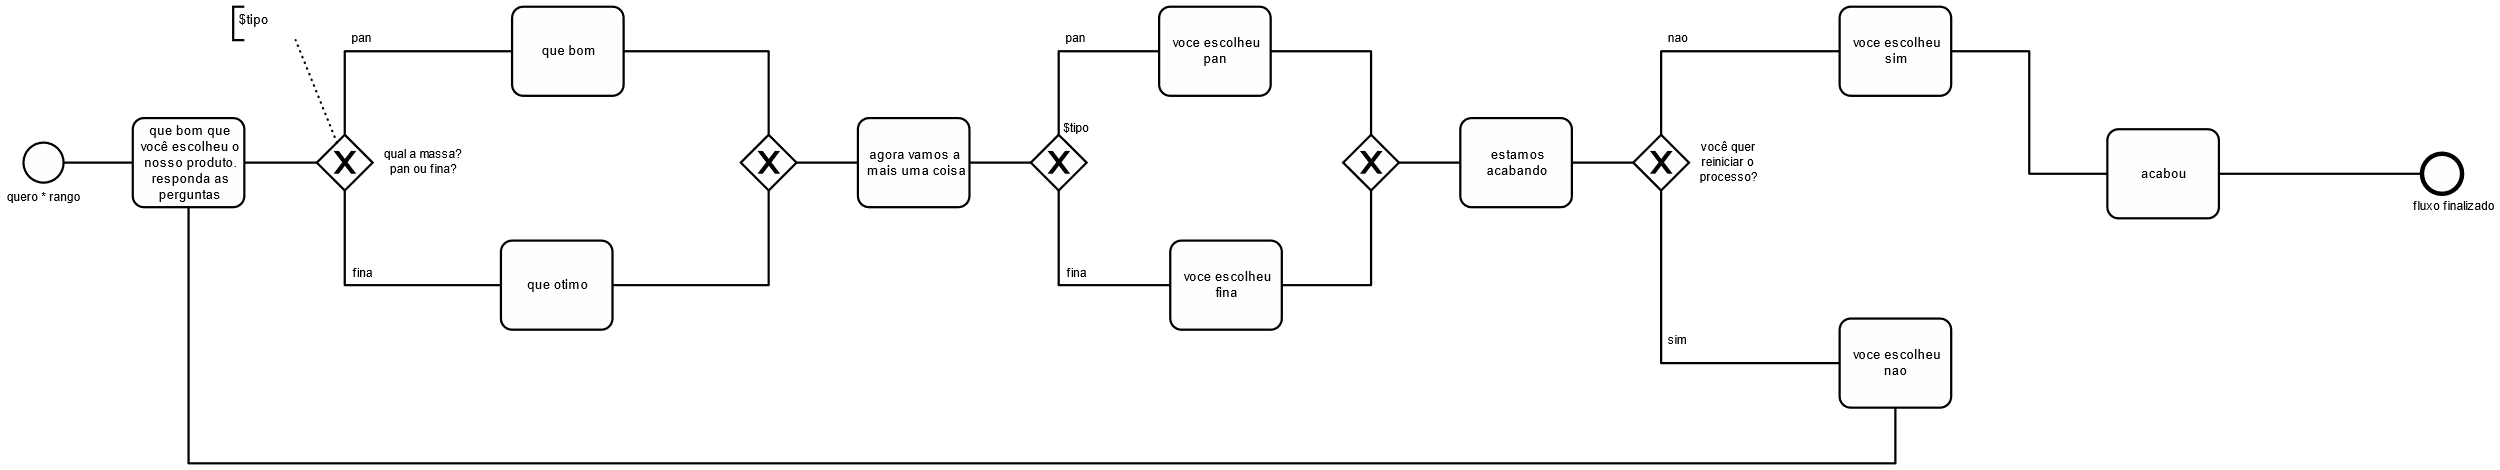 $tipo
quero * rango
que bom que
você escolheu o
nosso produto.
responda as
perguntas
pan
qual a massa?
pan ou fina?
fina
que bom
que otimo
agora vamos a
mais uma coisa
pan
$tipo
fina
voce escolheu
pan
voce escolheu
fina
estamos
acabando
nao
você quer
reiniciar o
processo?
sim
voce escolheu
sim
voce escolheu
nao
acabou
fluxo finalizado